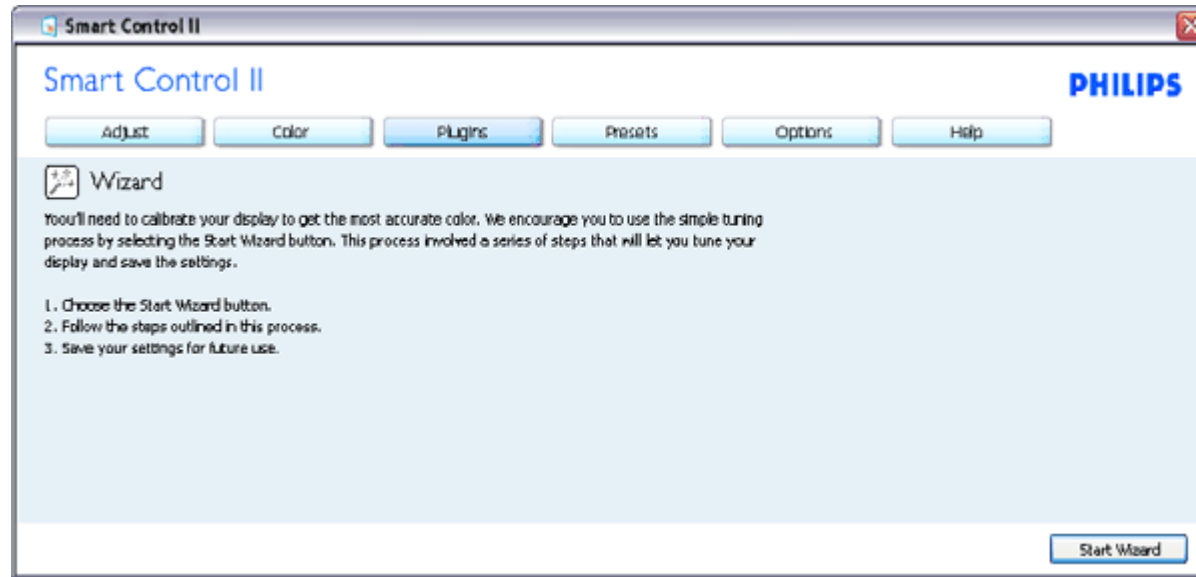 Smart Control II
Smart Control II
PHILIPS
Adjust Color Plugins Presets Options Help
Wizard
Yoou'll need to calibrate your display to get the most accurate color. We encourage you to use the simple tuning
process by selecting the Start Wizard button. This process involved a series of steps that will let you tune your
display and save the settings.
1. Choose the Start Wizard button.
2. Follow the steps outlined in this process.
3. Save your settings for future use.
Start Wizard